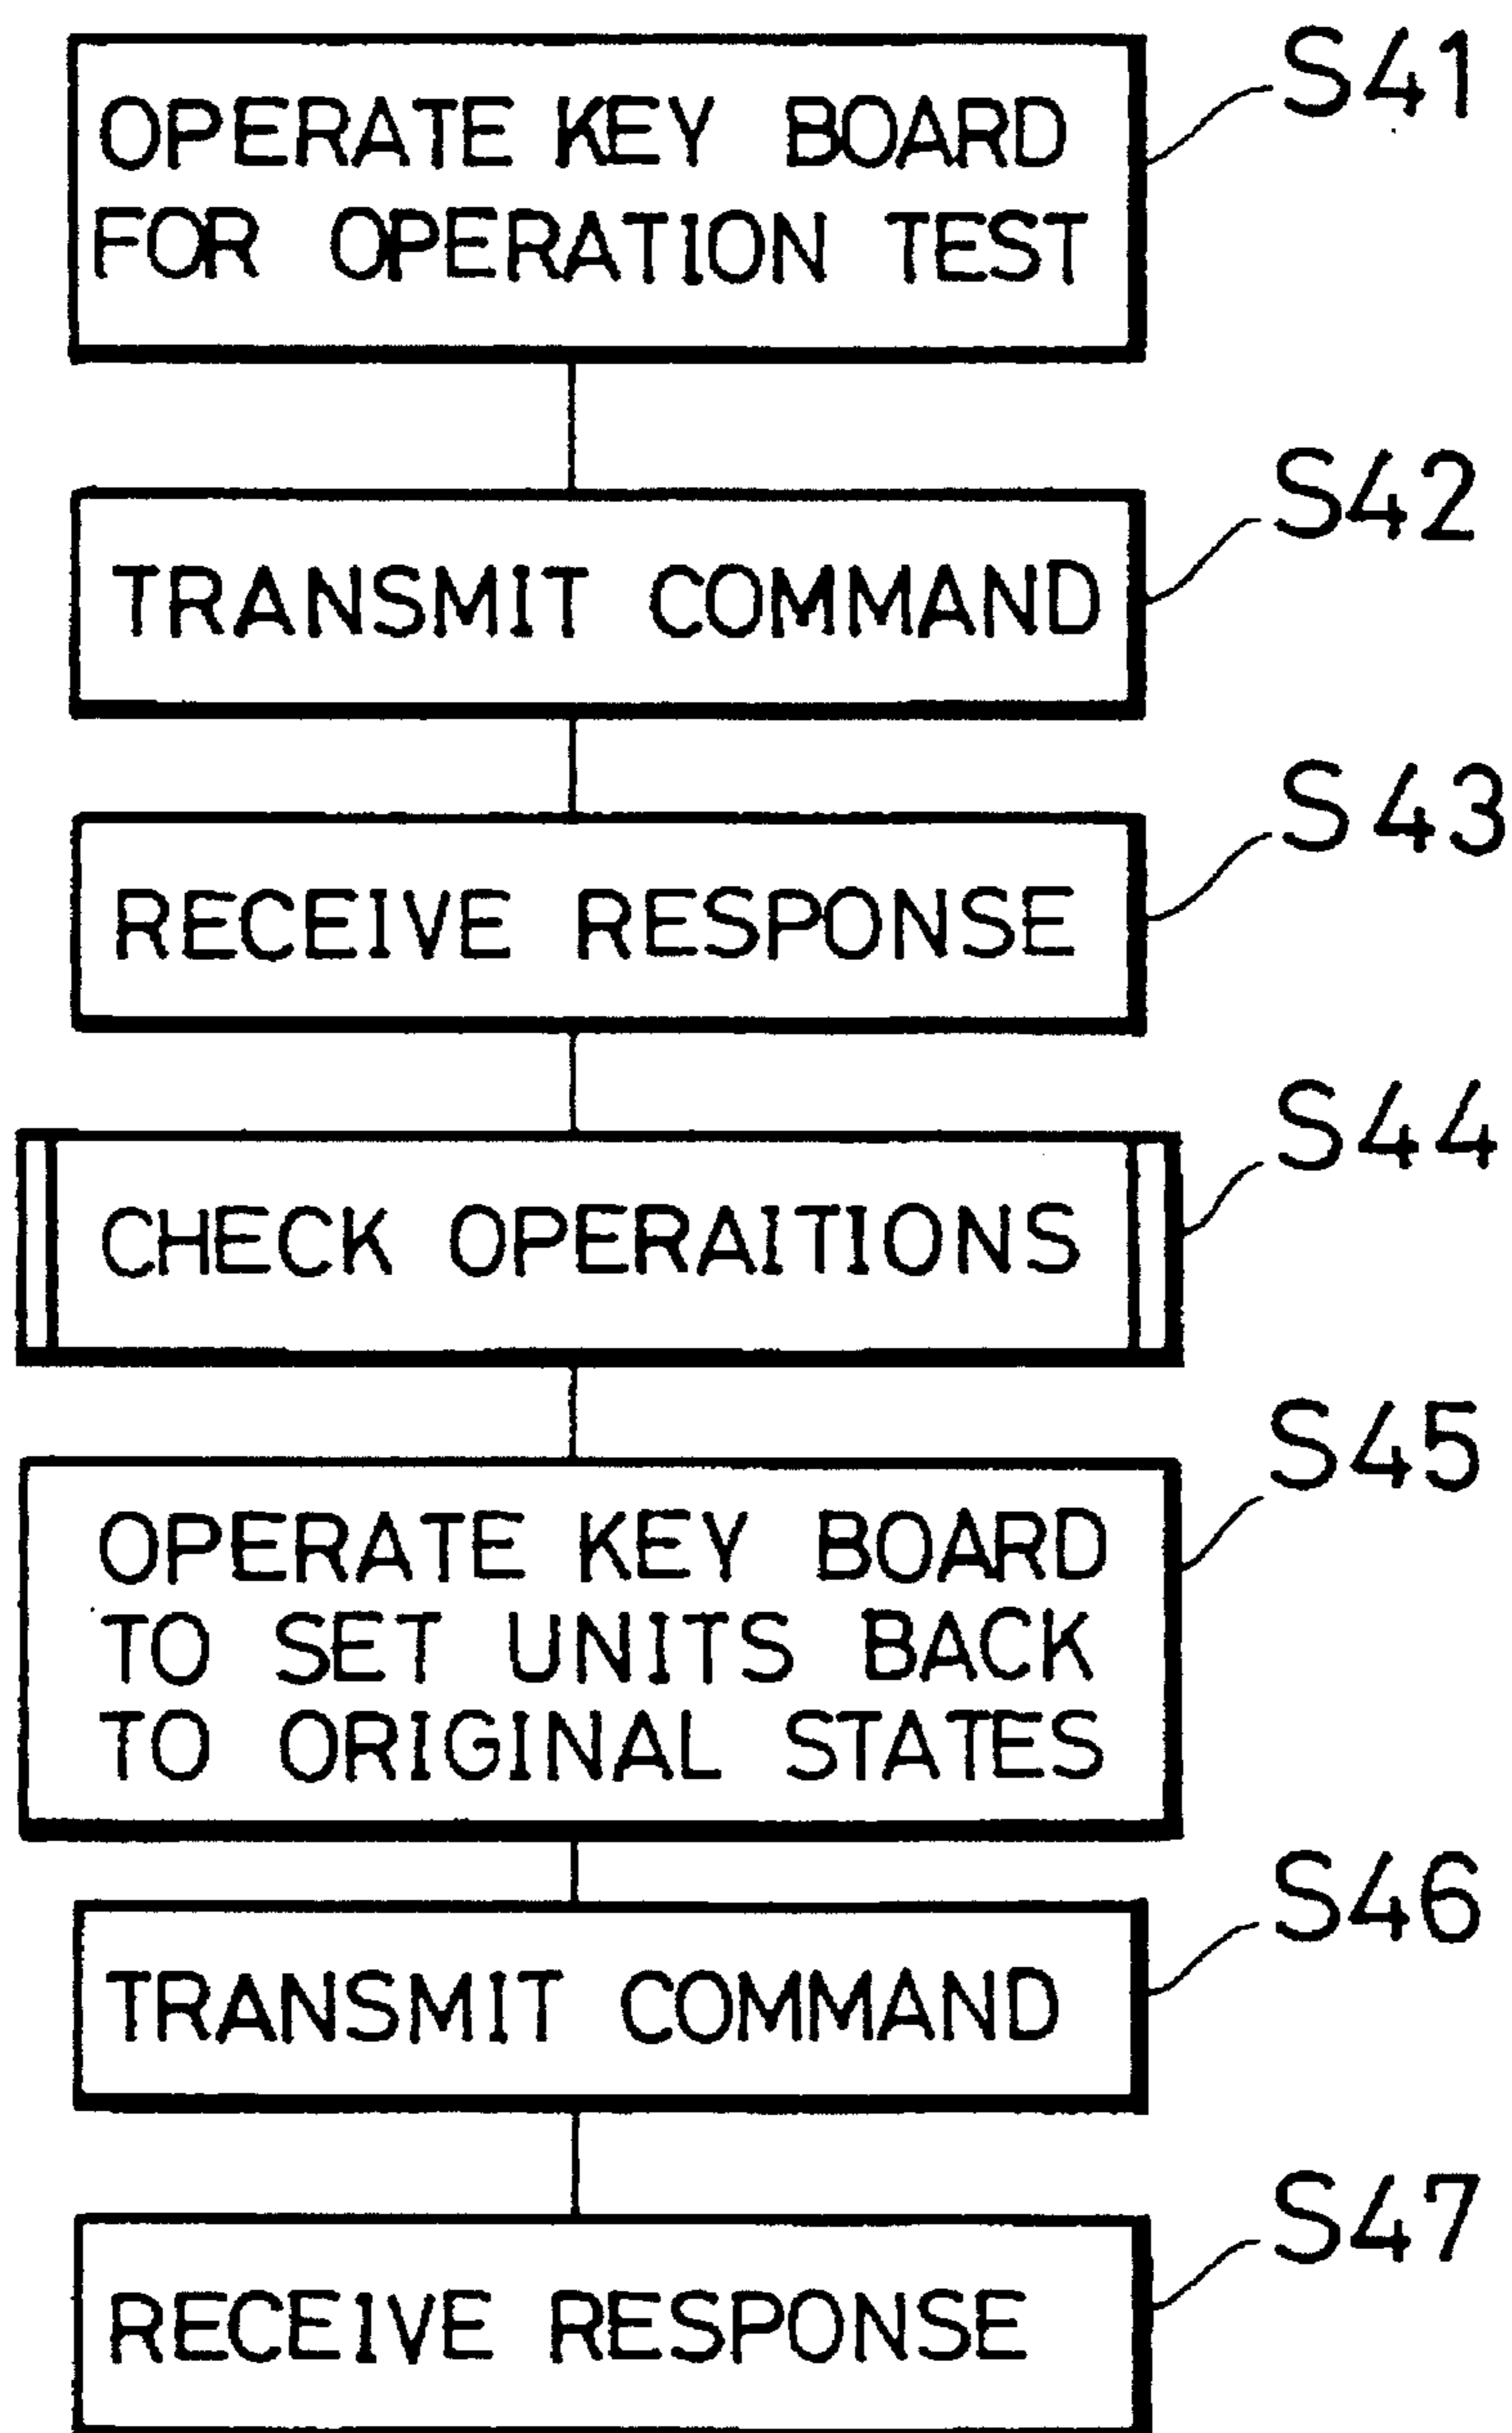 S41
OPERATE KEY BOARD
FOR OPERATION TEST
S42
TRANSMIT COMMAND
S43
RECEIVE RESPONSE
S44
CHECK OPERAITIONS
S45
OPERATE KEY BOARD
TO SET UNITS BACK
TO ORIGINAL STATES
S46
TRANSMIT COMMAND
S47
RECEIVE RESPONSE